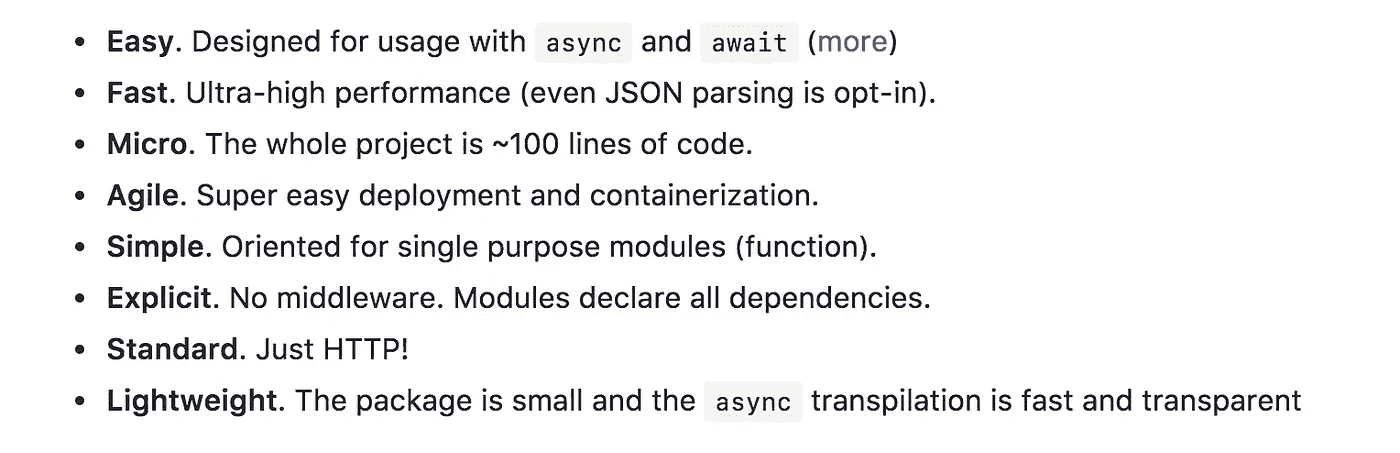 • Easy. Designed for usage with async and await (more)
• Fast. Ultra-high performance (even JSON parsing is opt-in).
• Micro. The whole project is ~100 lines of code.
• Agile. Super easy deployment and containerization.
• Simple. Oriented for single purpose modules (function).
• Explicit. No middleware. Modules declare all dependencies.
• Standard. Just HTTP!
• Lightweight. The package is small and the async transpilation is fast and transparent